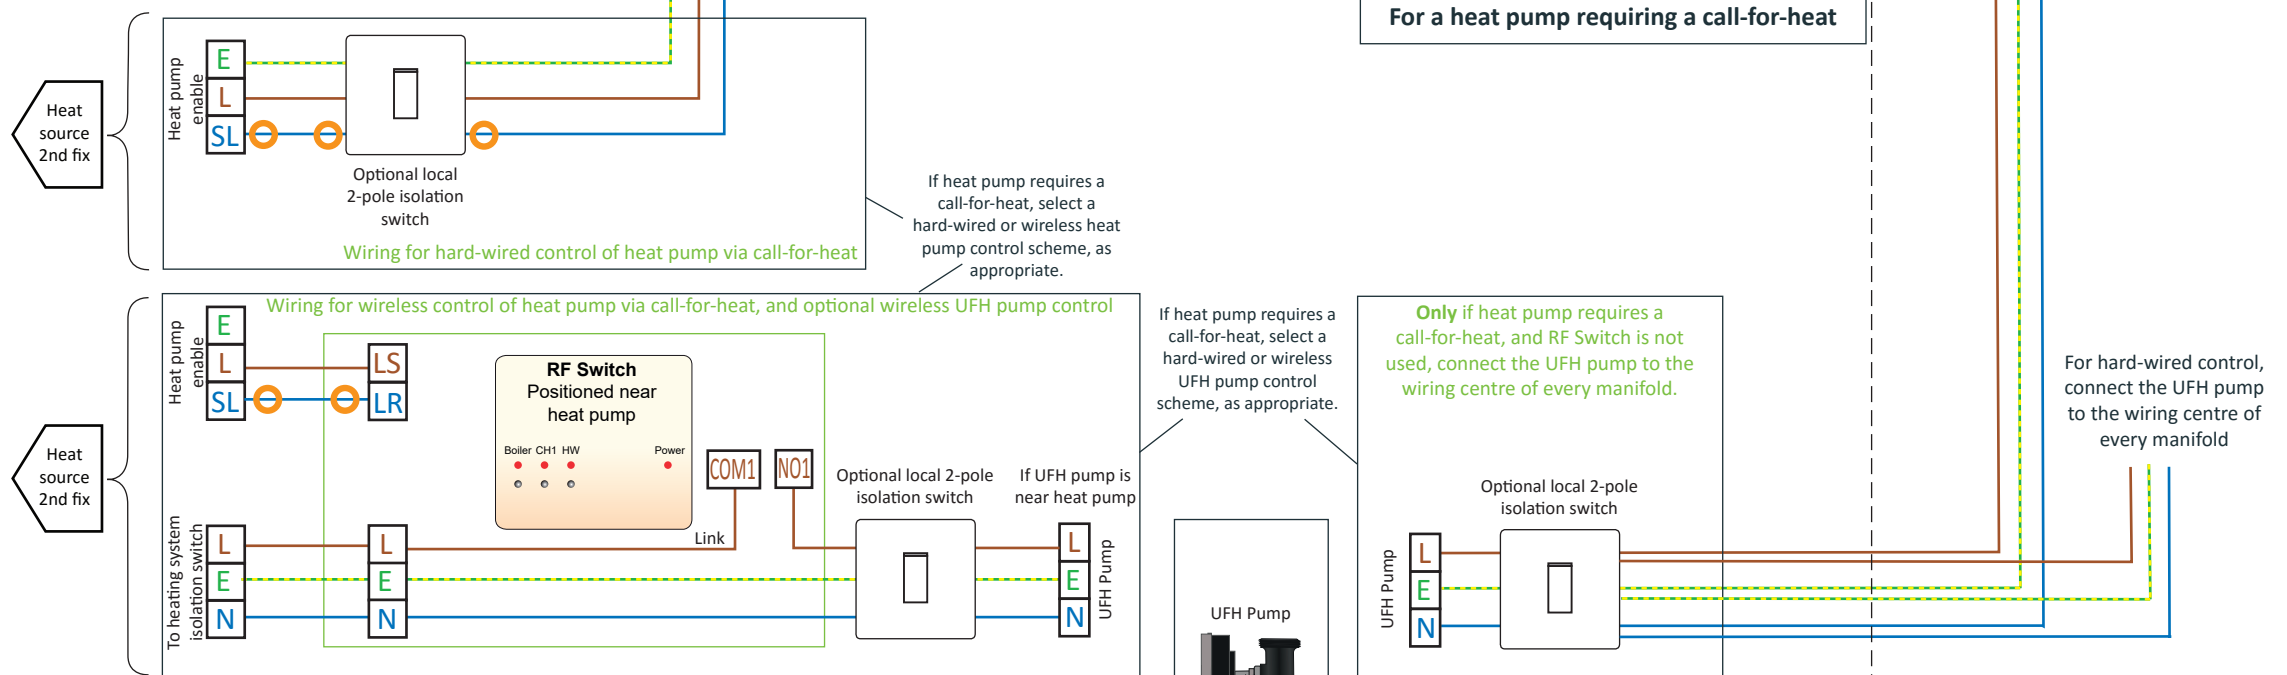 For a heat pump requiring a call-for-heat
Heat
source
2nd fix
Heat pump
enable
E
L
SL
Optional local
2-pole isolation
switch
Wiring for hard-wired control of heat pump via call-for-heat
If heat pump requires a
call-for-heat, select a
hard-wired or wireless heat
pump control scheme, as
appropriate.
Heat
source
2nd fix
Wiring for wireless control of heat pump via call-for-heat, and optional wireless UFH pump control
Heat pump
enable
E
L
SL
LS
LR
RF Switch
Positioned near
heat pump
Boiler CH1 HW
Power
COM1
NO1
Link
To heating system
isolation switch
L
E
N
L
E
N
Optional local 2-pole
isolation switch
If UFH pump is
near heat pump
L
E
N
UFH Pump
If heat pump requires a
call-for-heat, select a
hard-wired or wireless
UFH pump control
scheme, as appropriate.
UFH Pump
Only if heat pump requires a
call-for-heat, and RF Switch is not
used, connect the UFH pump to the
wiring centre of every manifold.
Optional local 2-pole
isolation switch
UFH Pump
L
E
N
For hard-wired control,
connect the UFH pump
to the wiring centre of
every manifold